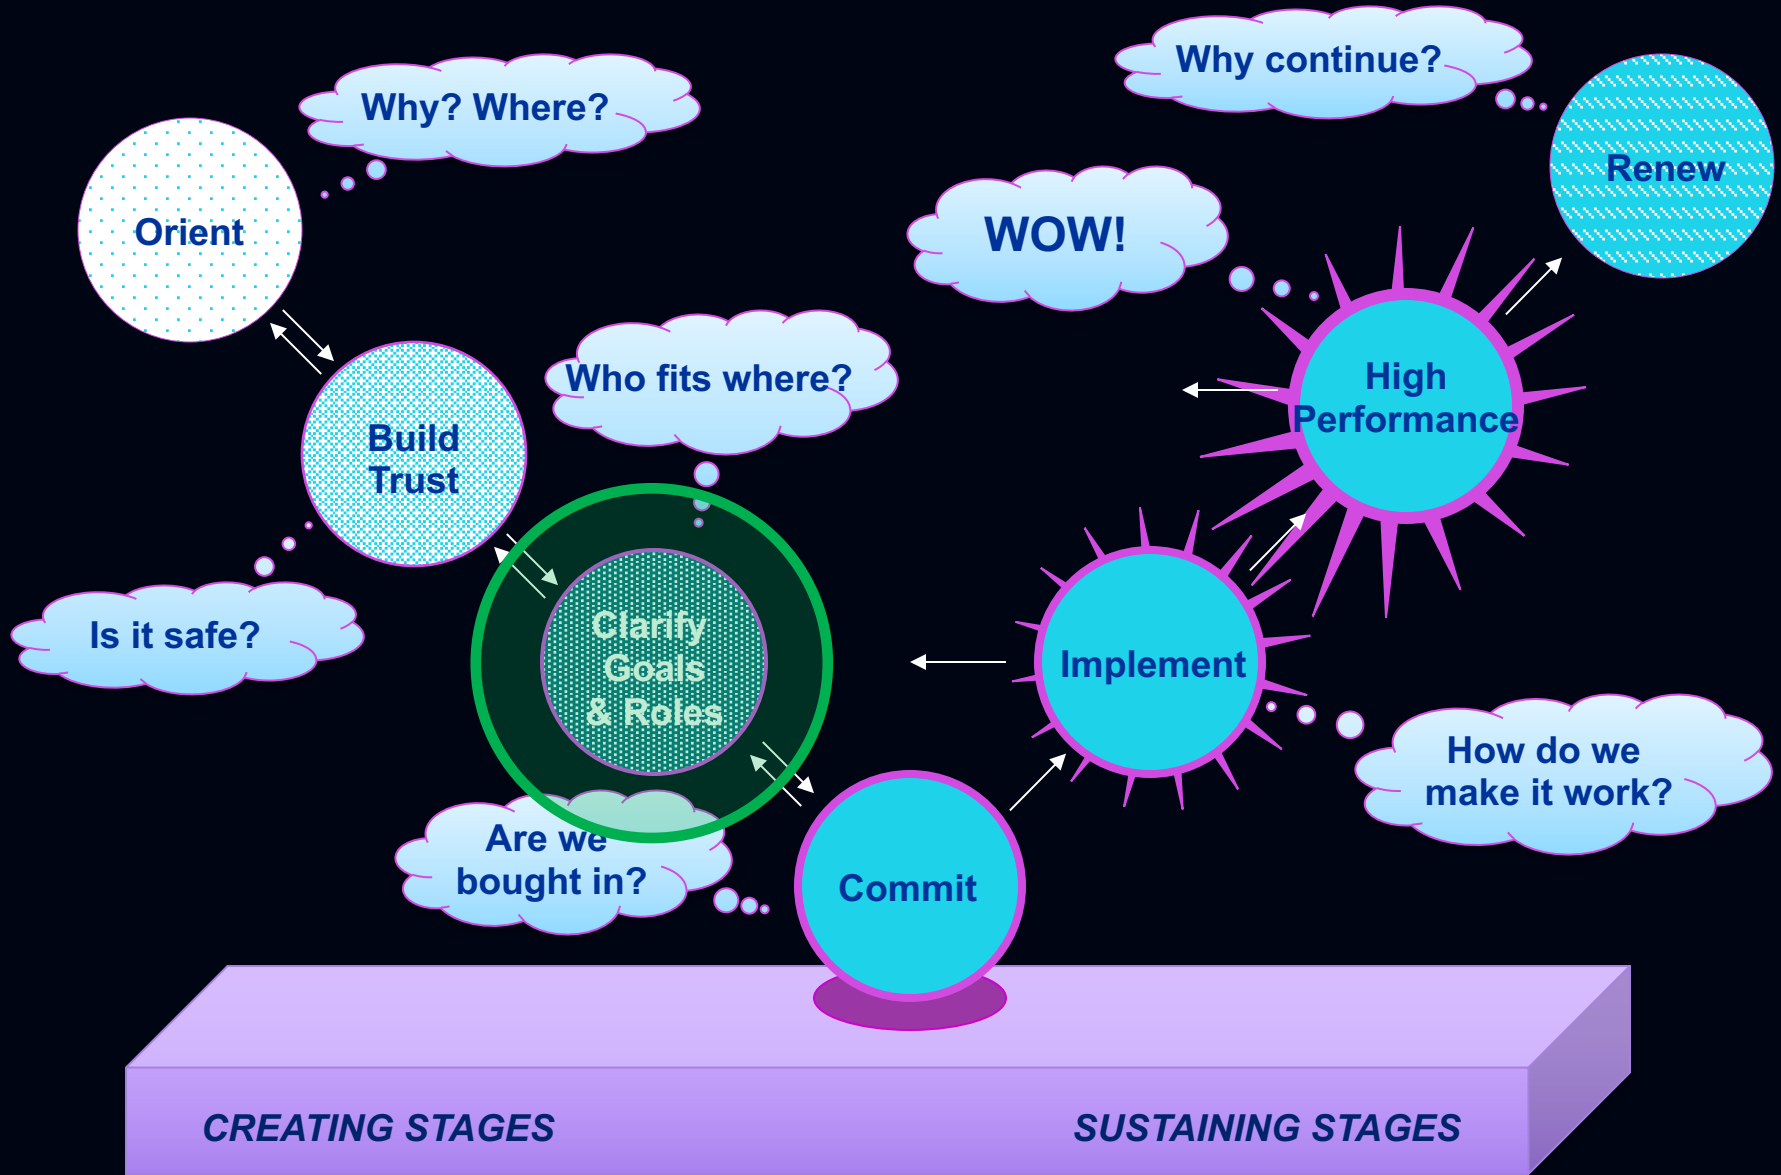 Why continue?
Why? Where?
Renew
Orient
WOW!
Who fits where?
High
Performance
Build
Trust
Is it safe?
Clarify
Goals
& Roles
Implement
How do we
make it work?
Are we
bought in?
Commit
CREATING STAGES
SUSTAINING STAGES